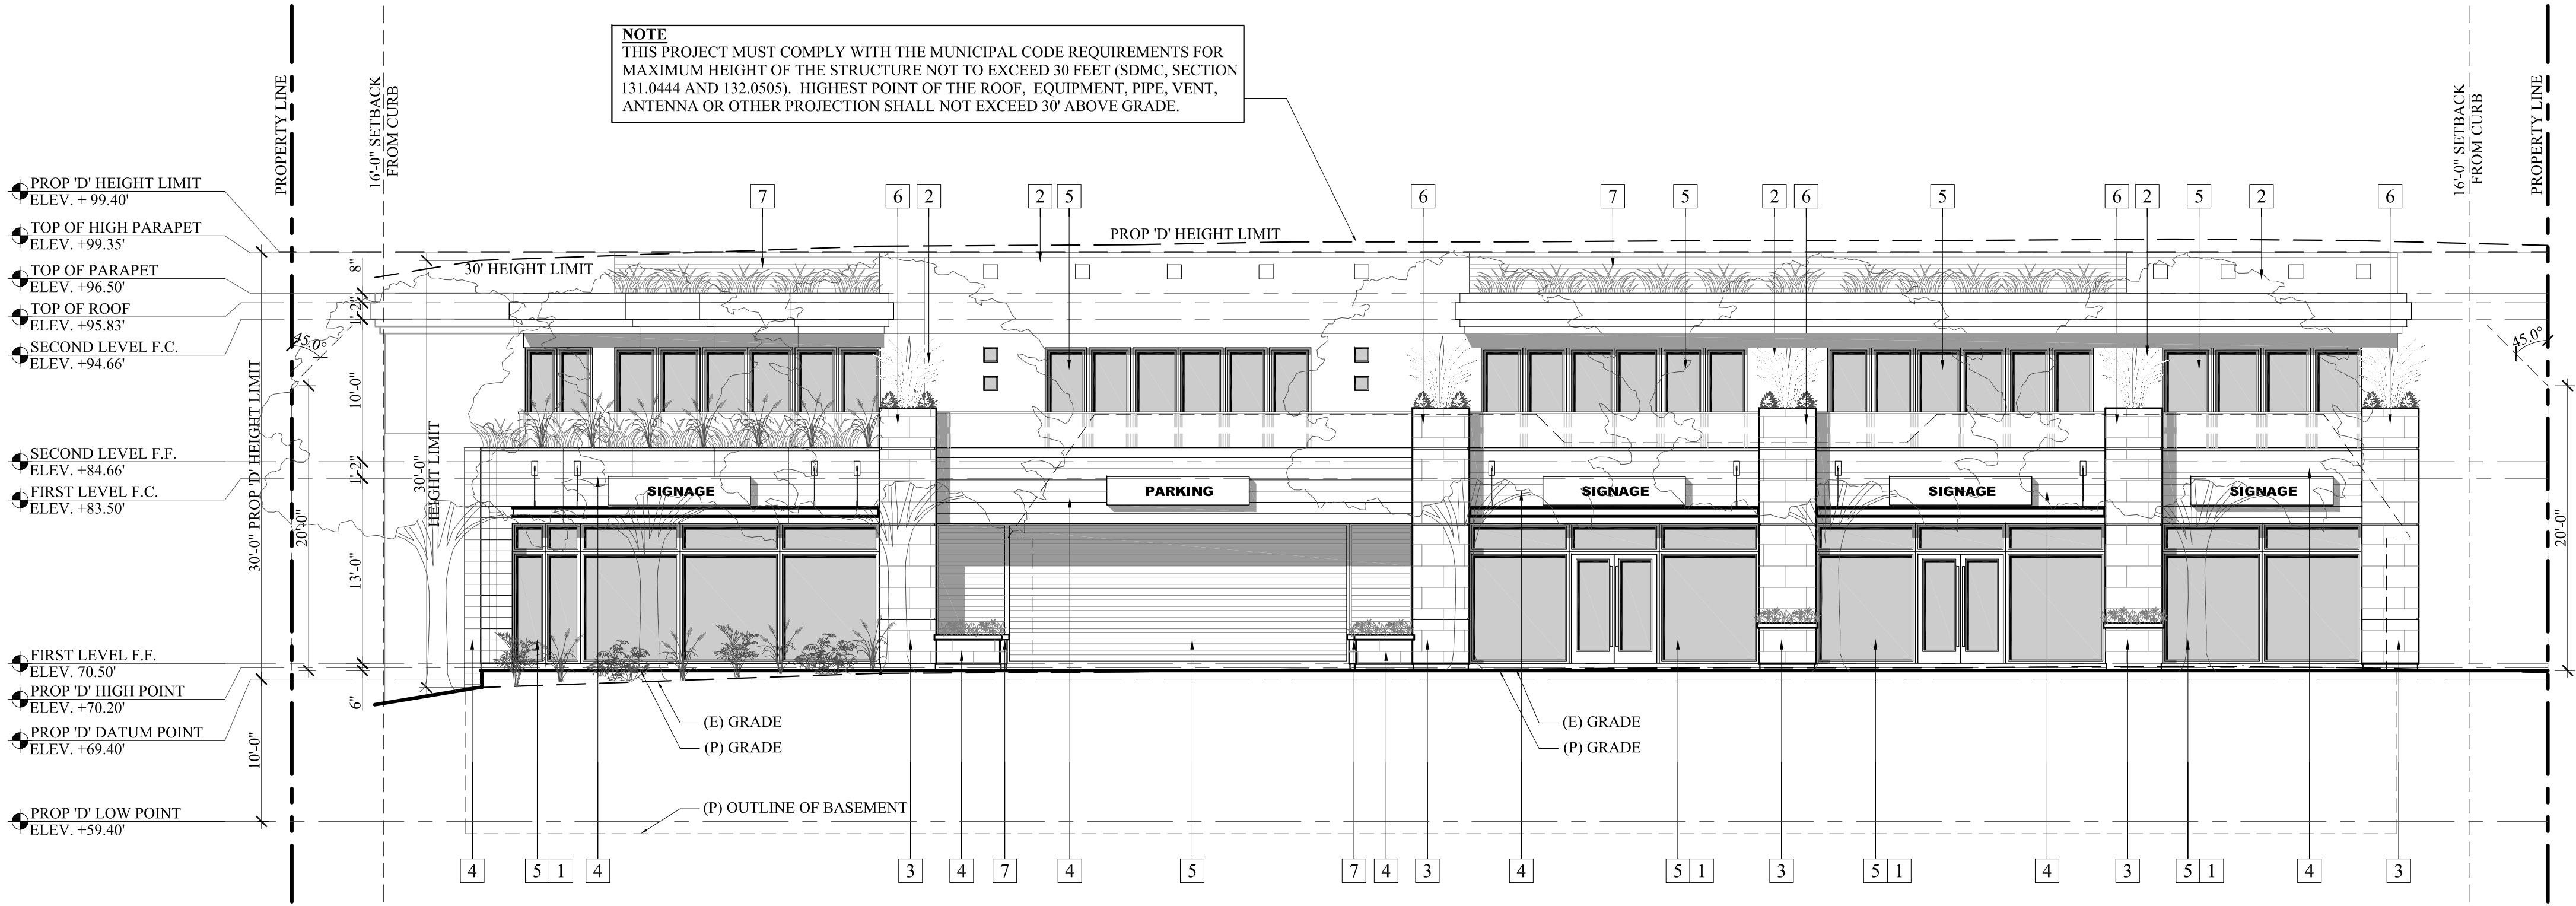 NOTE
THIS PROJECT MUST COMPLY WITH THE MUNICIPAL CODE REQUIREMENTS FOR
MAXIMUM HEIGHT OF THE STRUCTURE NOT TO EXCEED 30 FEET (SDMC, SECTION
131.0444 AND 132.0505). HIGHEST POINT OF THE ROOF, EQUIPMENT, PIPE, VENT,
ANTENNA OR OTHER PROJECTION SHALL NOT EXCEED 30' ABOVE GRADE.
PROPERTY LINE
16'-0" SETBACK
FROM CURB
16'-0" SETBACK
FROM CURB
PROPERTY LINE
PROP 'D' HEIGHT LIMIT
ELEV. + 99.40'
TOP OF HIGH PARAPET
ELEV. +99.35'
TOP OF PARAPET
ELEV. +96.50'
TOP OF ROOF
ELEV. +95.83'
SECOND LEVEL F.C.
ELEV. +94.66'
SECOND LEVEL F.F.
ELEV. +84.66'
FIRST LEVEL F.C.
ELEV. +83.50'
FIRST LEVEL F.F.
ELEV. 70.50'
PROP 'D' HIGH POINT
ELEV. +70.20'
PROP 'D' DATUM POINT
ELEV. +69.40'
PROP 'D' LOW POINT
ELEV. +59.40'
7 6 2 2 5 6 7 5 2 6 5 6 2 5 2 6
PROP 'D' HEIGHT LIMIT
30' HEIGHT LIMIT
8"
1'-2"
45.0°
45.0°
10'-0"
30'-0" PROP 'D' HEIGHT LIMIT
20'-0"
30'-0"
HEIGHT LIMIT
1'-2"
13'-0"
6"
10'-0"
20'-0"
SIGNAGE
PARKING
SIGNAGE
SIGNAGE
SIGNAGE
(E) GRADE
(P) GRADE
(E) GRADE
(P) GRADE
(P) OUTLINE OF BASEMENT
4 5 1 4 3 4 7 4 5 7 4 3 4 5 1 3 5 1 4 3 5 1 4 3